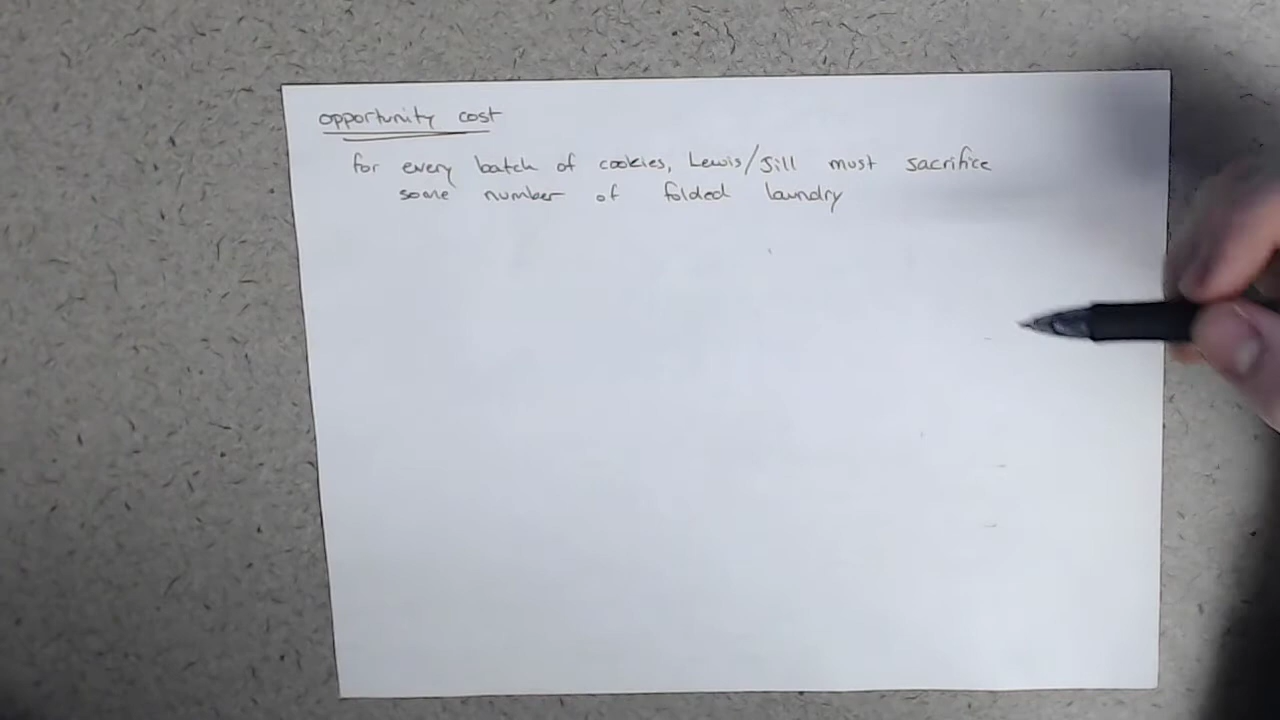 opportunity cost
for every batch of cookies, Lewis/Jill must sacrifice
some number of folded laundry